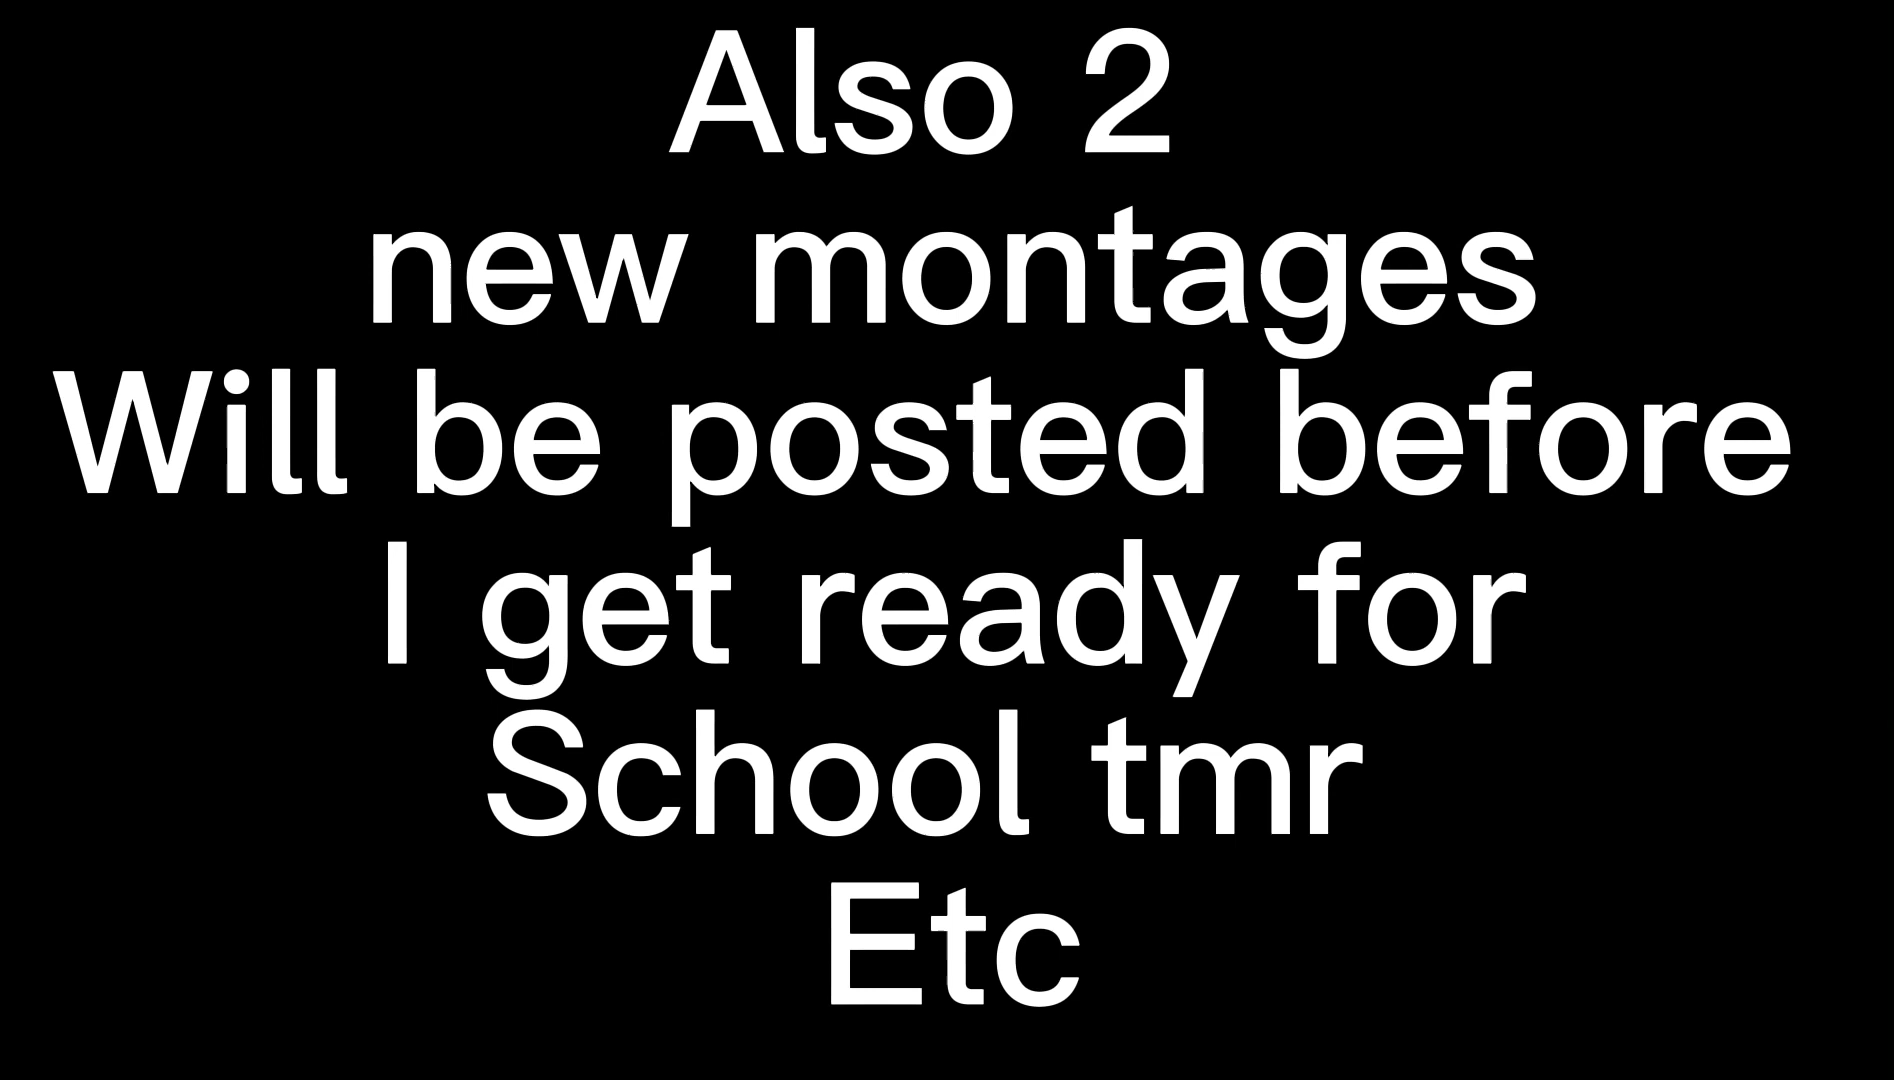 Also 2
new montages
Will be posted before
I get ready for
School tmr
Etc